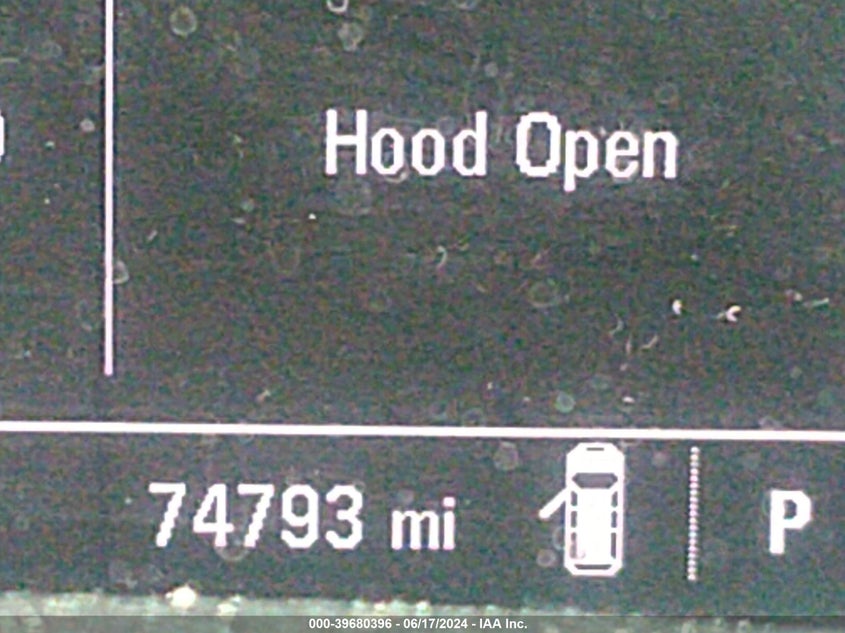 Hood Open
74793 mi P
000-39680396 - 06/17/2024 - IAA Inc.